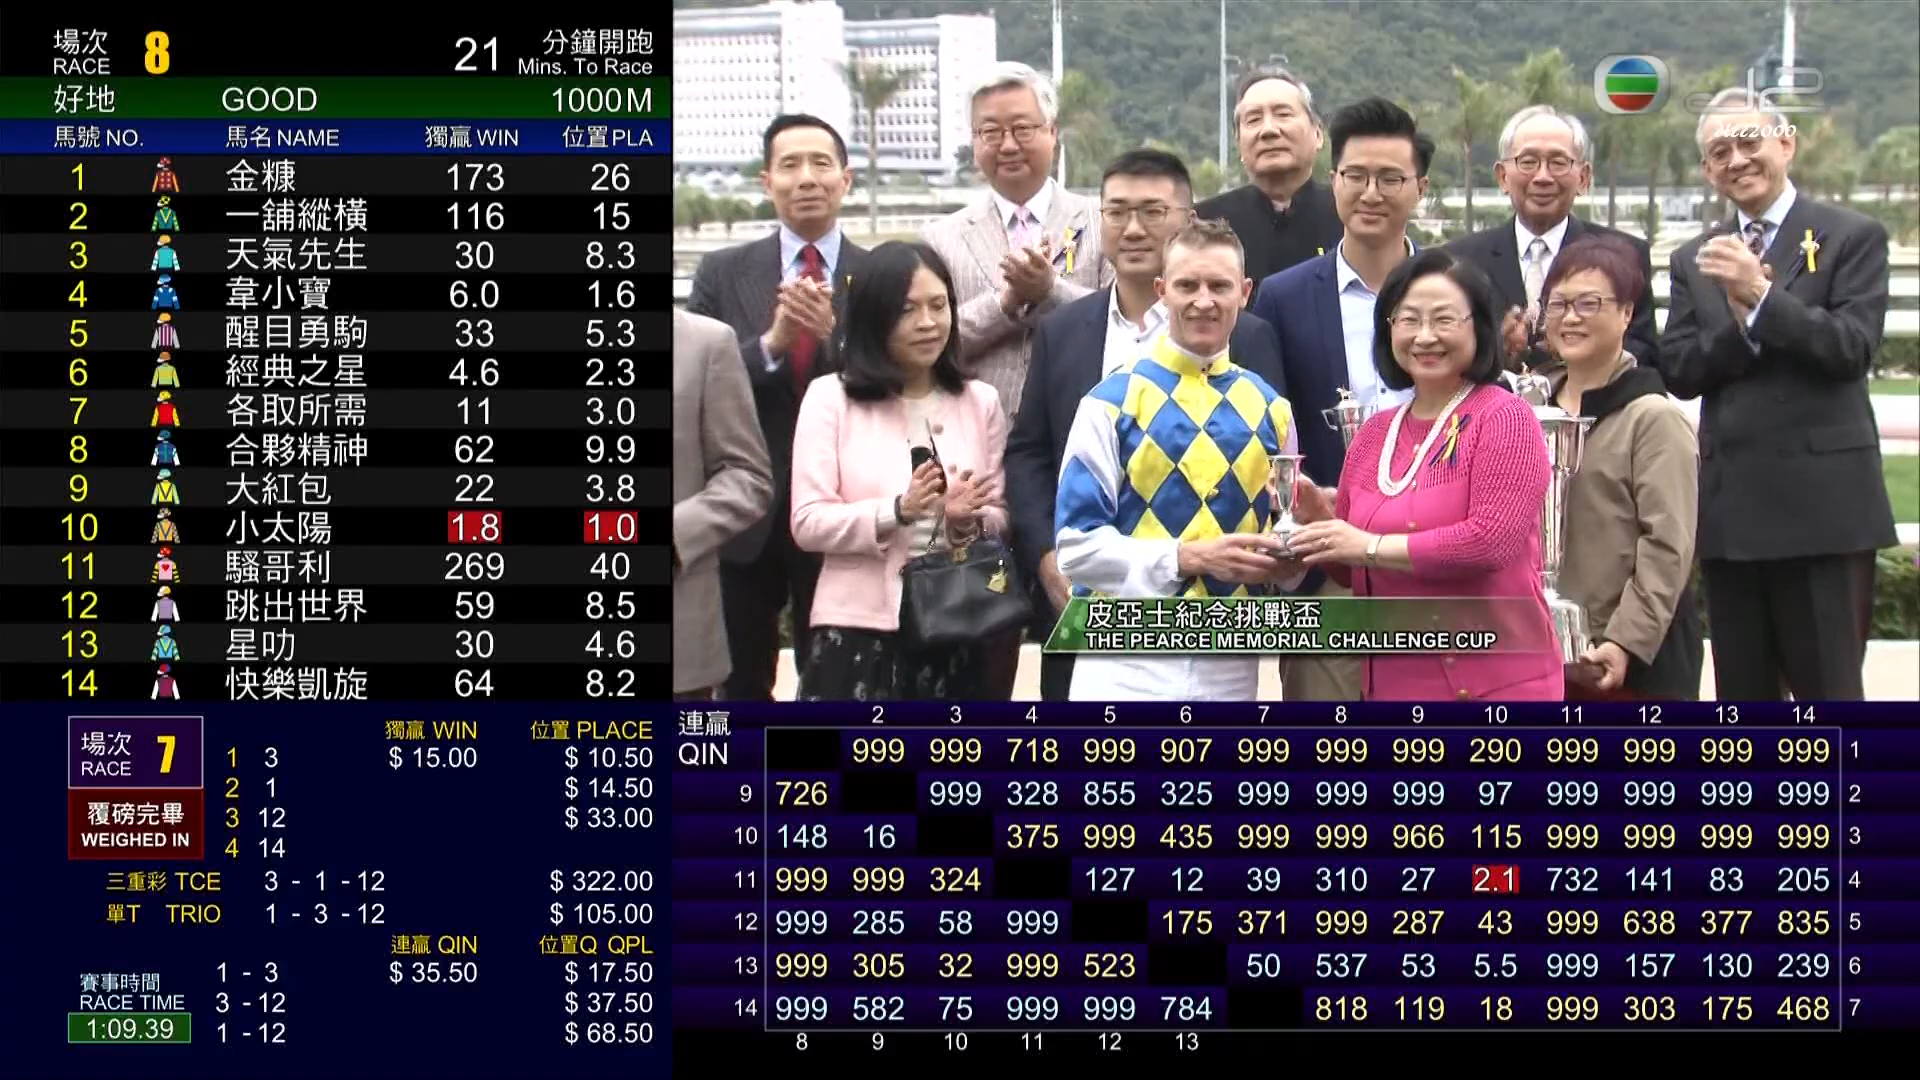 場次 8 21 分鐘開跑
RACE Mins. To Race
好地 GOOD 1000M
馬號 NO. 馬名 NAME 獨贏 WIN 位置 PLA
1 金糠 173 26
2 一舖縱橫 116 15
3 天氣先生 30 8.3
4 韋小寶 6.0 1.6
5 醒目勇駒 33 5.3
6 經典之星 4.6 2.3
7 各取所需 11 3.0
8 合夥精神 62 9.9
9 大紅包 22 3.8
10 小太陽 1.8 1.0
11 騷哥利 269 40
12 跳出世界 59 8.5
13 星叻 30 4.6
14 快樂凱旋 64 8.2
J2
皮亞士紀念挑戰盃
THE PEARCE MEMORIAL CHALLENGE CUP
場次 7
RACE
覆磅完畢
WEIGHED IN
獨贏 WIN 位置 PLACE
1 3 $ 15.00 $ 10.50
2 1 $ 14.50
3 12 $ 33.00
4 14
三重彩 TCE 3 - 1 - 12 $ 322.00
單T TRIO 1 - 3 - 12 $ 105.00
連贏 QIN 位置Q QPL
1 - 3 $ 35.50 $ 17.50
3 - 12 $ 37.50
1 - 12 $ 68.50
賽事時間
RACE TIME
1:09.39
連贏
QIN
2 3 4 5 6 7 8 9 10 11 12 13 14
999 999 718 999 907 999 999 999 290 999 999 999 999 1
9 726 999 328 855 325 999 999 999 97 999 999 999 999 2
10 148 16 375 999 435 999 999 966 115 999 999 999 999 3
11 999 999 324 127 12 39 310 27 2.1 732 141 83 205 4
12 999 285 58 999 175 371 999 287 43 999 638 377 835 5
13 999 305 32 999 523 50 537 53 5.5 999 157 130 239 6
14 999 582 75 999 999 784 818 119 18 999 303 175 468 7
8 9 10 11 12 13